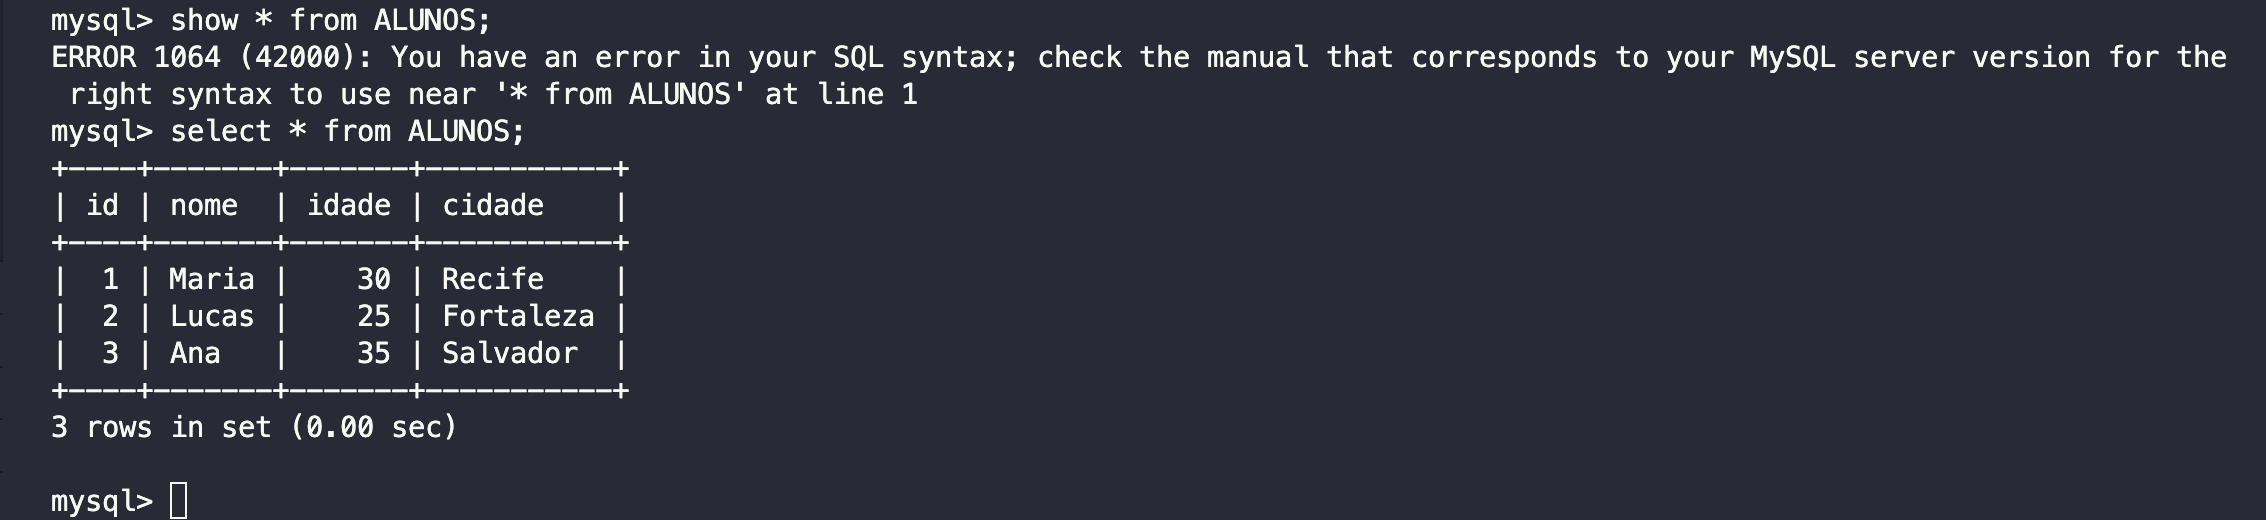 mysql> show * from ALUNOS;
ERROR 1064 (42000): You have an error in your SQL syntax; check the manual that corresponds to your MySQL server version for the
 right syntax to use near '* from ALUNOS' at line 1
mysql> select * from ALUNOS;
+----+-------+-------+-----------+
| id | nome  | idade | cidade    |
+----+-------+-------+-----------+
|  1 | Maria |    30 | Recife    |
|  2 | Lucas |    25 | Fortaleza |
|  3 | Ana   |    35 | Salvador  |
+----+-------+-------+-----------+
3 rows in set (0.00 sec)

mysql>